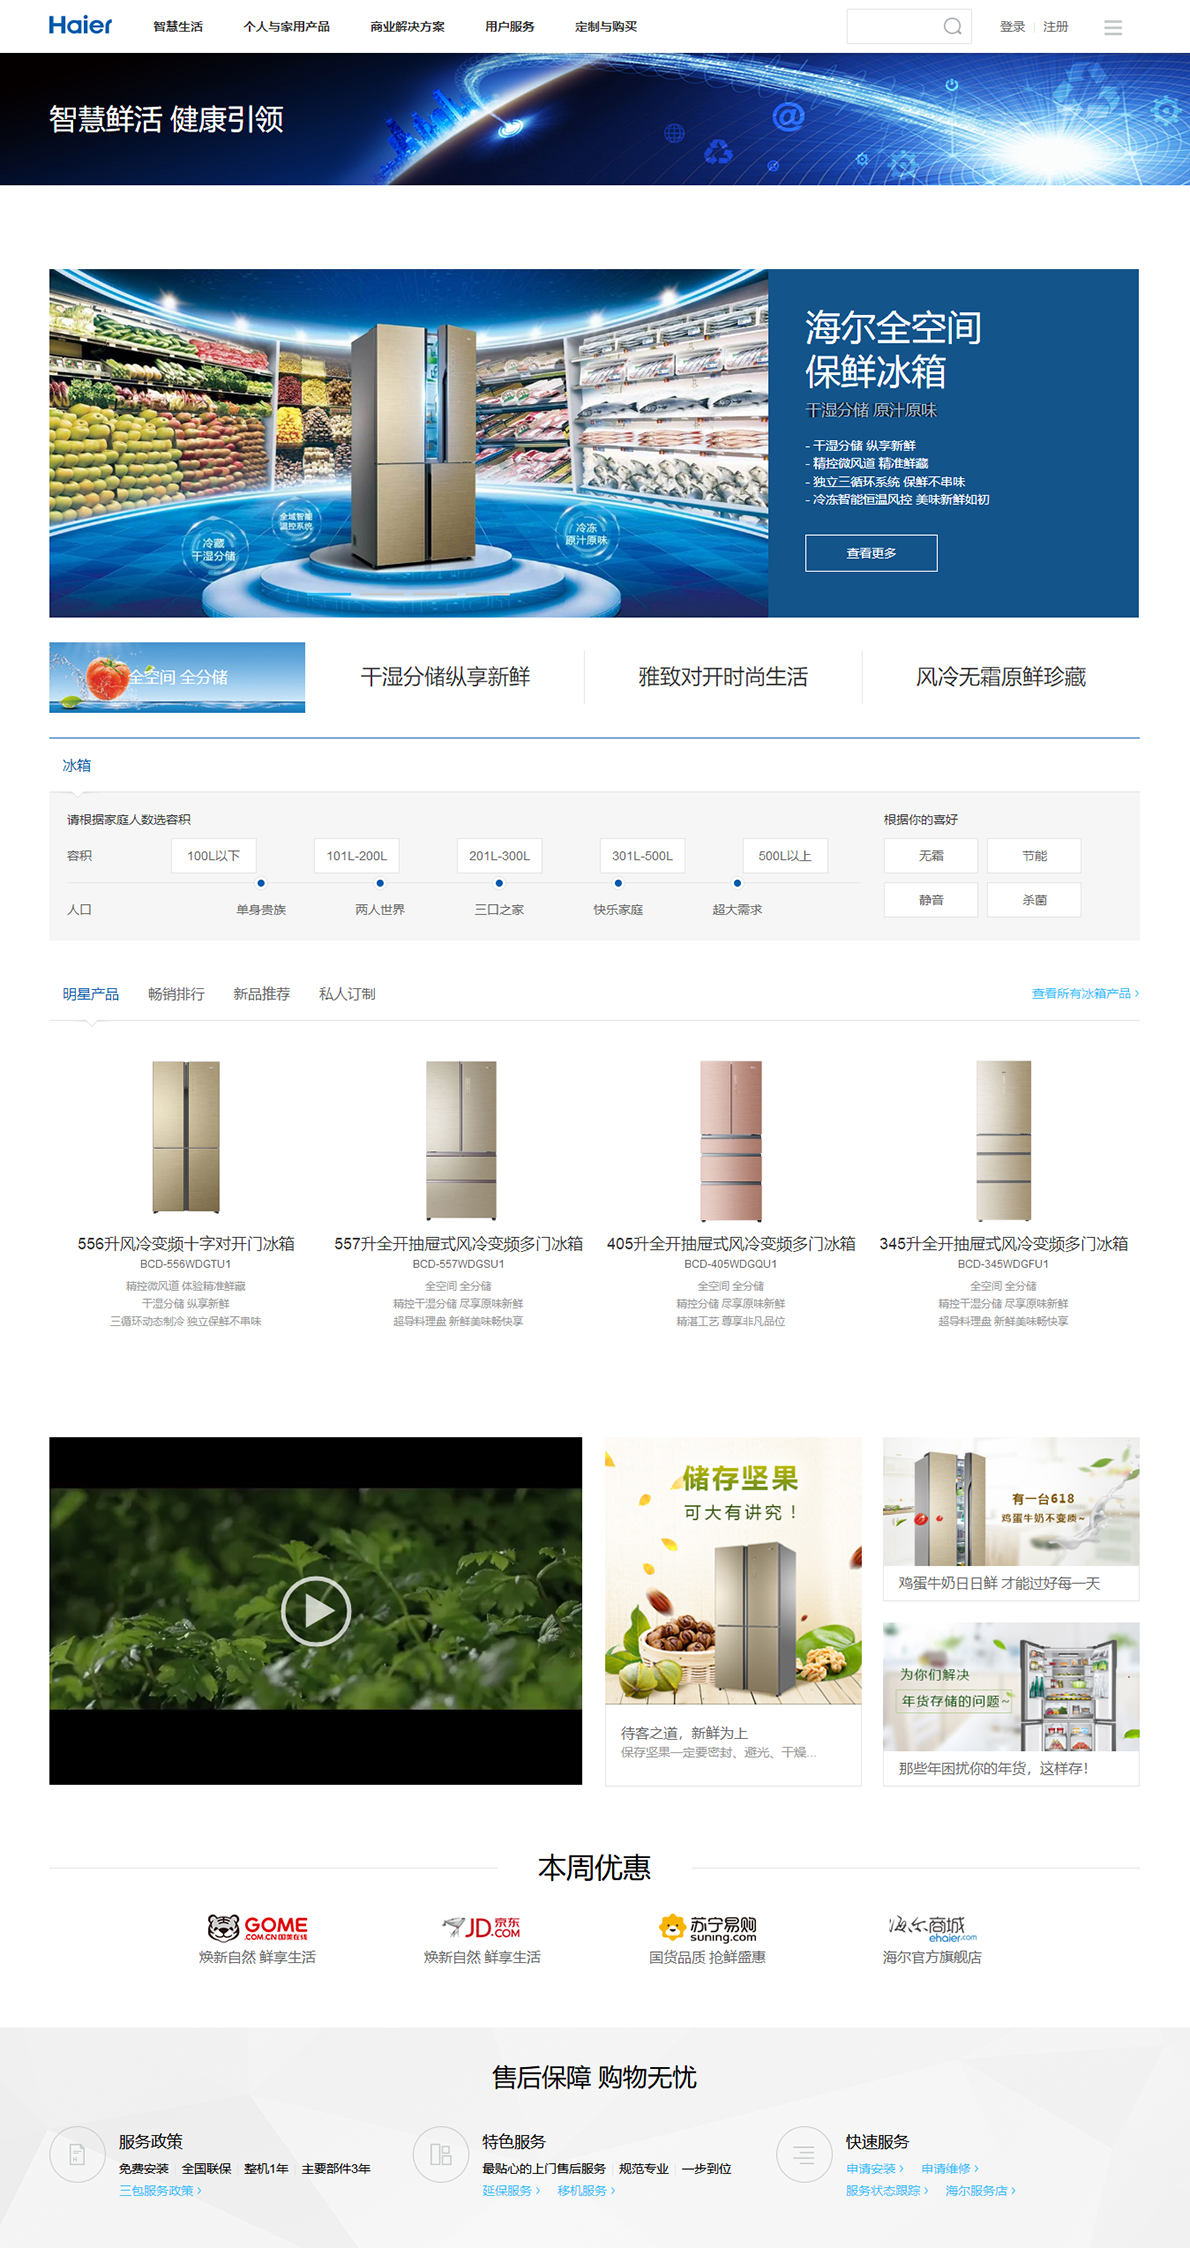 Haier
智慧生活
个人与家用产品
商业解决方案
用户服务
定制与购买
登录
注册
智慧鲜活 健康引领
冷藏
干湿分储
全域智能
温控系统
冷冻
原汁原味
海尔全空间
保鲜冰箱
干湿分储 原汁原味
- 干湿分储 纵享新鲜
- 精控微风道 精准鲜藏
- 独立三循环系统 保鲜不串味
- 冷冻智能恒温风控 美味新鲜如初
查看更多
全空间 全分储
干湿分储纵享新鲜
雅致对开时尚生活
风冷无霜原鲜珍藏
冰箱
请根据家庭人数选容积
根据你的喜好
容积
100L以下
101L-200L
201L-300L
301L-500L
500L以上
无霜
节能
人口
单身贵族
两人世界
三口之家
快乐家庭
超大需求
静音
杀菌
明星产品
畅销排行
新品推荐
私人订制
查看所有冰箱产品 ›
556升风冷变频十字对开门冰箱
BCD-556WDGTU1
精控微风道 体验精准鲜藏
干湿分储 纵享新鲜
三循环动态制冷 独立保鲜不串味
557升全开抽屉式风冷变频多门冰箱
BCD-557WDGSU1
全空间 全分储
精控干湿分储 尽享原味新鲜
超导料理盘 新鲜美味畅快享
405升全开抽屉式风冷变频多门冰箱
BCD-405WDGQU1
全空间 全分储
精控分储 尽享原味新鲜
精湛工艺 尊享非凡品位
345升全开抽屉式风冷变频多门冰箱
BCD-345WDGFU1
全空间 全分储
精控干湿分储 尽享原味新鲜
超导料理盘 新鲜美味畅快享
储存坚果
可大有讲究！
待客之道，新鲜为上
保存坚果一定要密封、避光、干燥...
有一台618
鸡蛋牛奶不变质~
鸡蛋牛奶日日鲜 才能过好每一天
为你们解决
年货存储的问题~
那些年困扰你的年货，这样存！
本周优惠
GOME
.COM.CN国美在线
焕新自然 鲜享生活
JD京东
.COM
焕新自然 鲜享生活
苏宁易购
suning.com
国货品质 抢鲜盛惠
海尔商城
ehaier.com
海尔官方旗舰店
售后保障 购物无忧
服务政策
免费安装 全国联保 整机1年 主要部件3年
三包服务政策 ›
特色服务
最贴心的上门售后服务 规范专业 一步到位
延保服务 › 移机服务 ›
快速服务
申请安装 › 申请维修 ›
服务状态跟踪 › 海尔服务店 ›